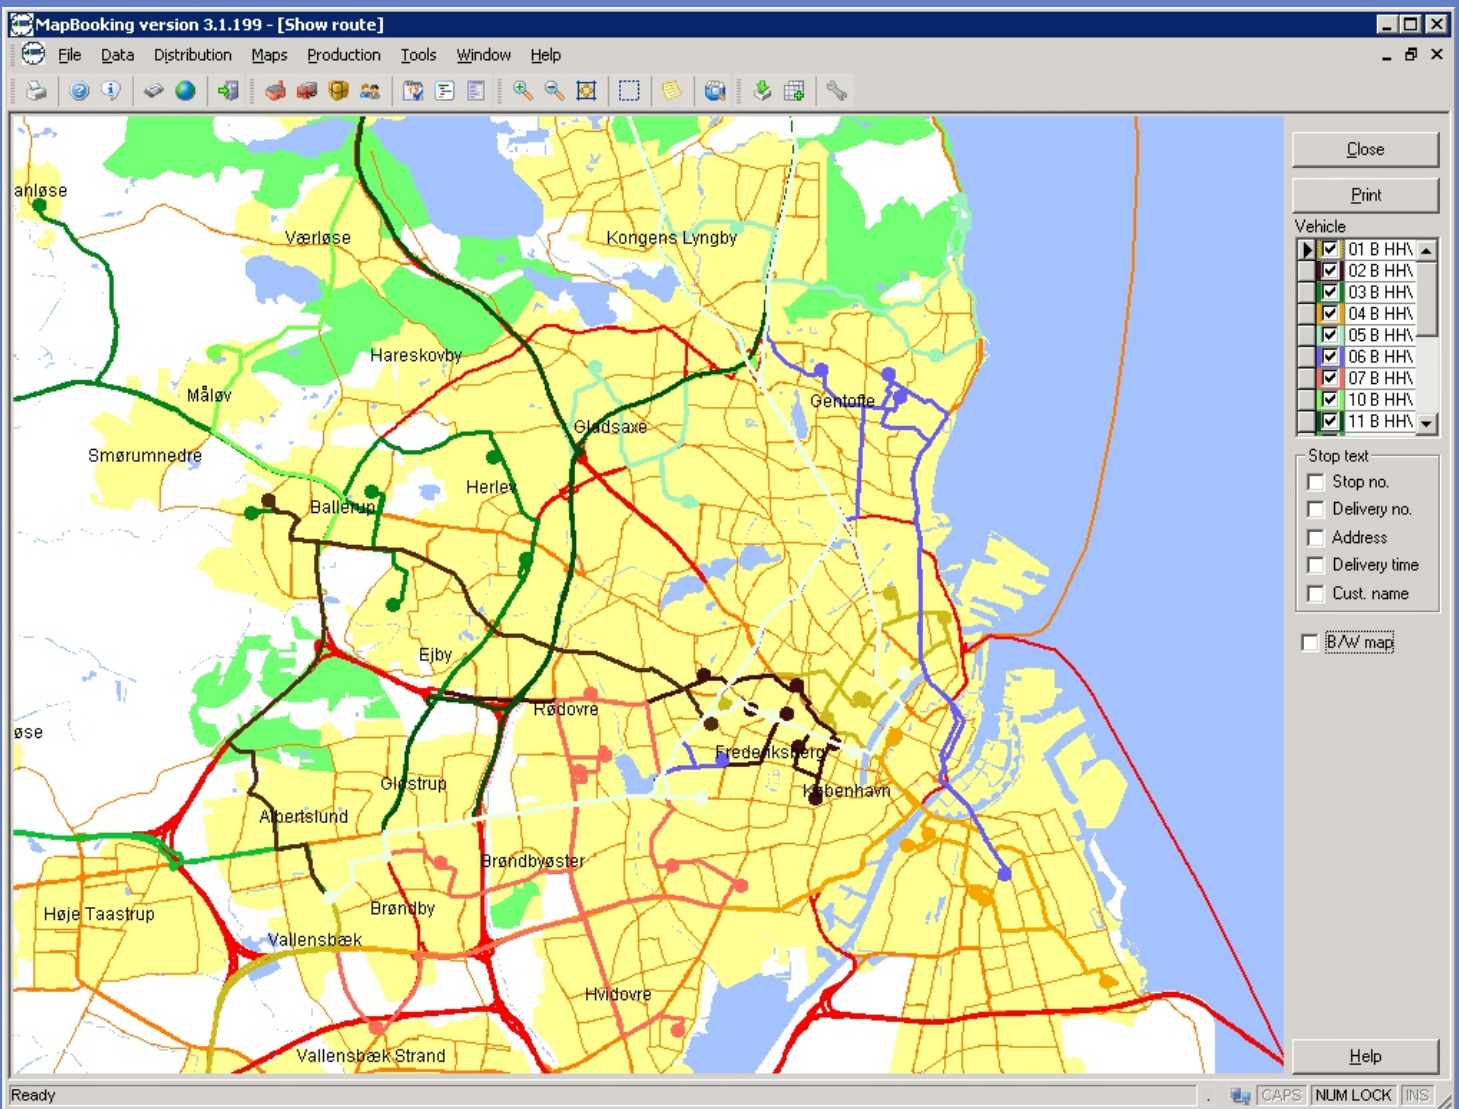 MapBooking version 3.1.199 - [Show route]
File Data Distribution Maps Production Tools Window Help
Close
Print
Vehicle
01 B HH\
02 B HH\
03 B HH\
04 B HH\
05 B HH\
06 B HH\
07 B HH\
10 B HH\
11 B HH\
Stop text
Stop no.
Delivery no.
Address
Delivery time
Cust. name
B/W map
Help
anløse
Værløse
Kongens Lyngby
Hareskovby
Måløv
Gentofte
Gladsaxe
Smørumnedre
Herlev
Ballerup
Ejby
Rødovre
øse
Frederiksberg
Glostrup
København
Albertslund
Brøndbyøster
Brøndby
Høje Taastrup
Vallensbæk
Hvidovre
Vallensbæk Strand
Ready
CAPS NUM LOCK INS